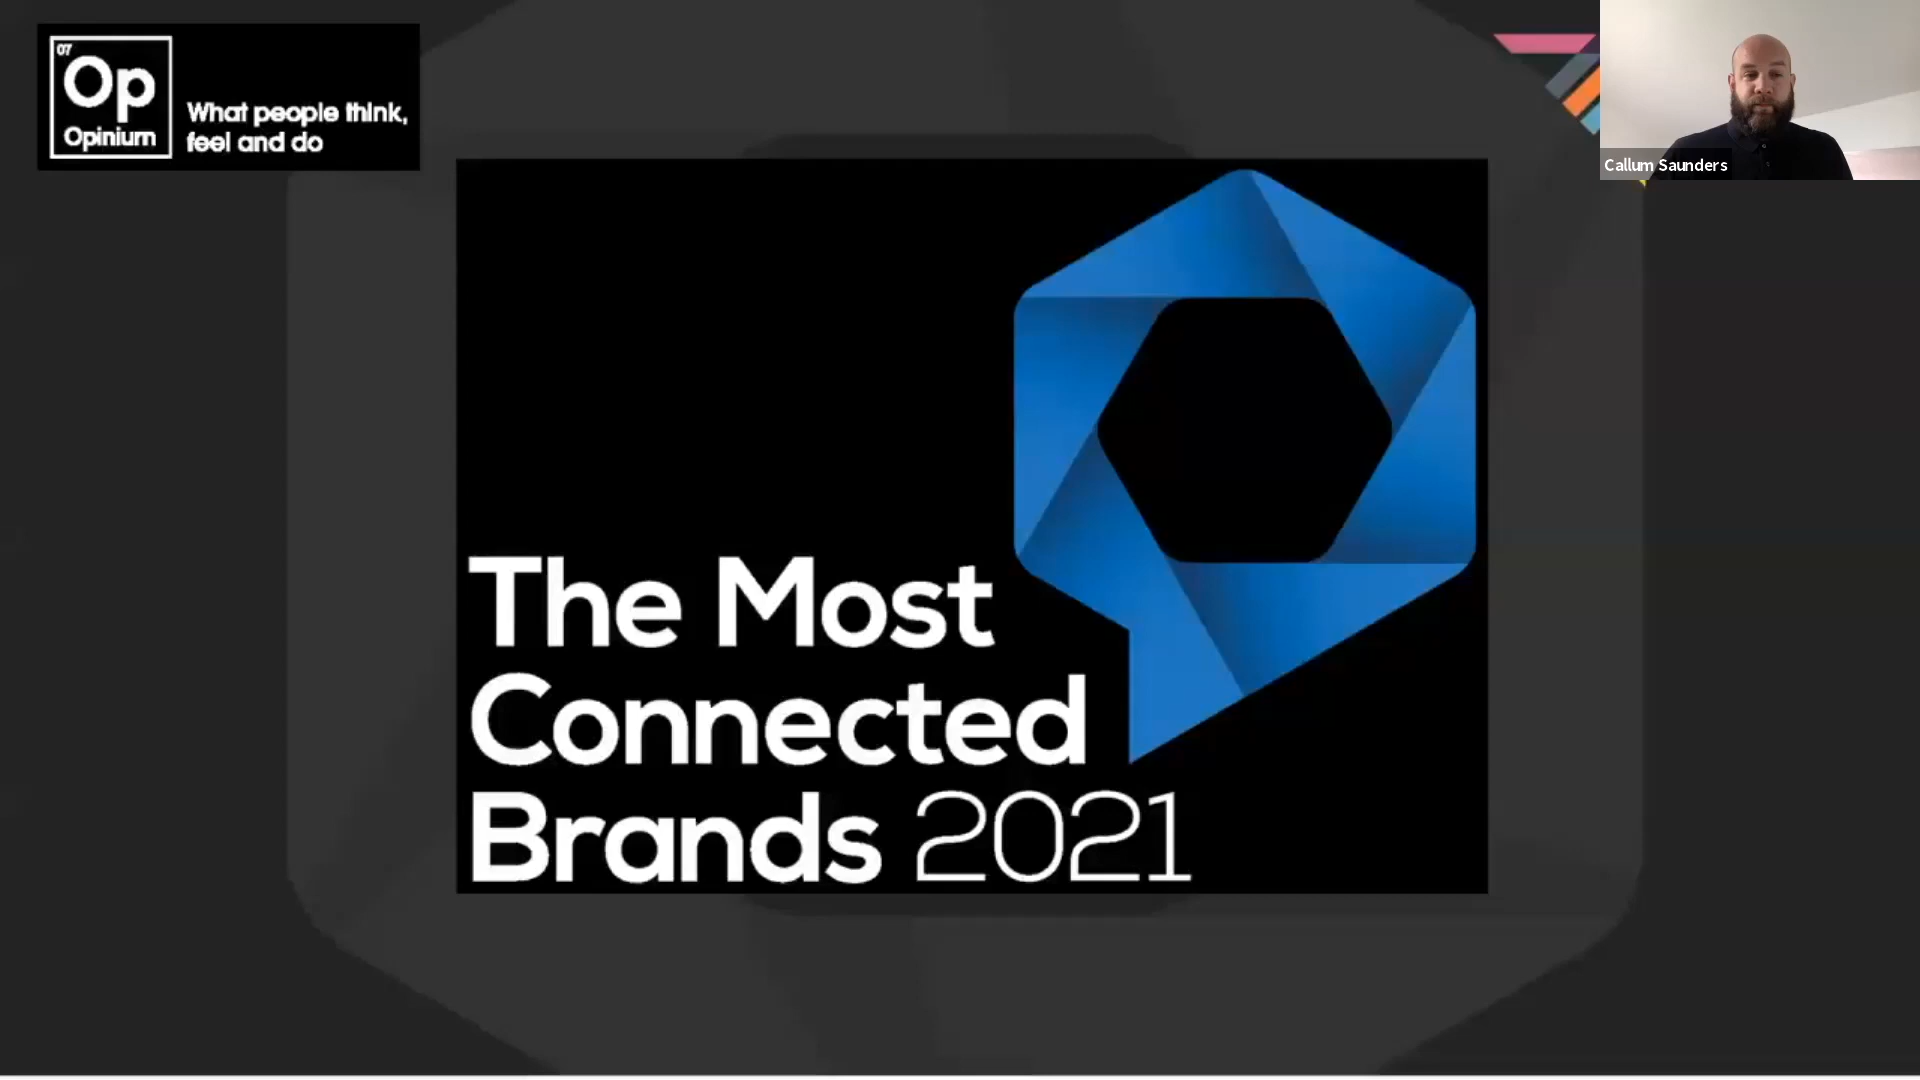 07
Op
Opinium
What people think,
feel and do
Callum Saunders
The Most
Connected
Brands 2021